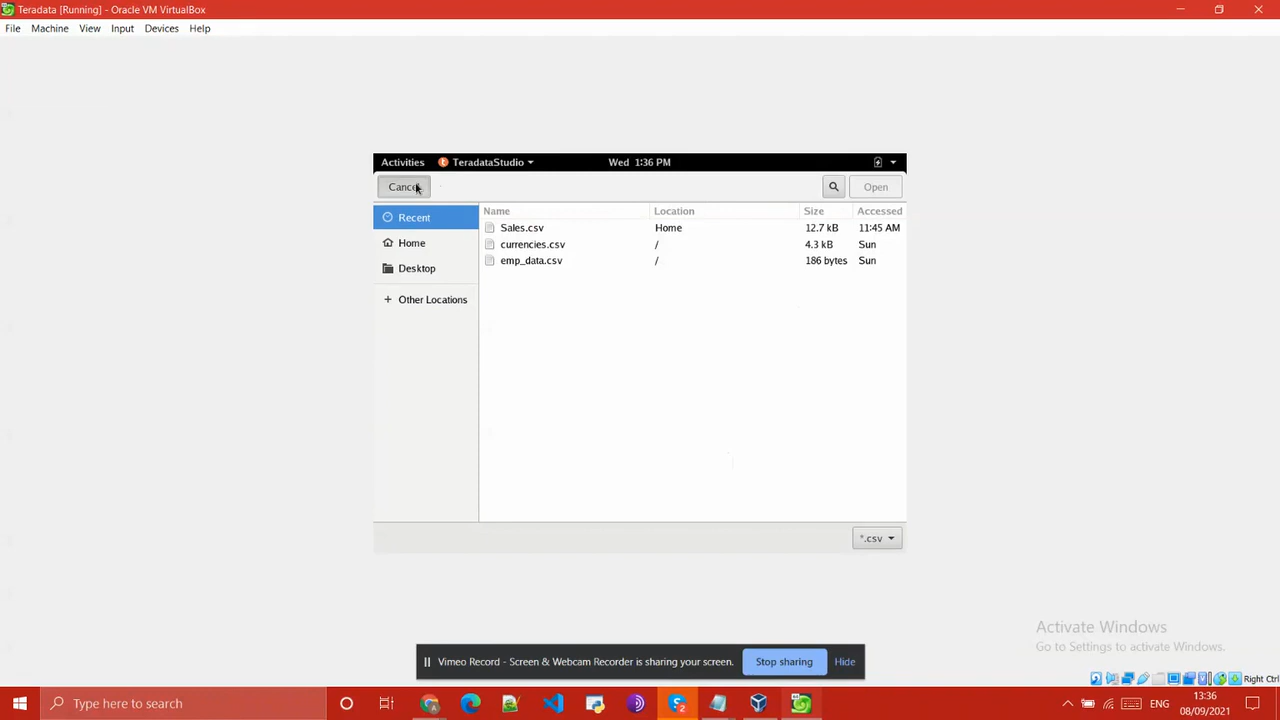 Teradata [Running] - Oracle VM VirtualBox
File Machine View Input Devices Help
Activities TeradataStudio Wed 1:36 PM
Cancel Open
Recent Name Location Size Accessed
Sales.csv Home 12.7 kB 11:45 AM
Home currencies.csv / 4.3 kB Sun
emp_data.csv / 186 bytes Sun
Desktop
+ Other Locations
*.csv
Activate Windows
Go to Settings to activate Windows.
Vimeo Record - Screen & Webcam Recorder is sharing your screen. Stop sharing Hide
Right Ctrl
Type here to search ENG 13:36
08/09/2021